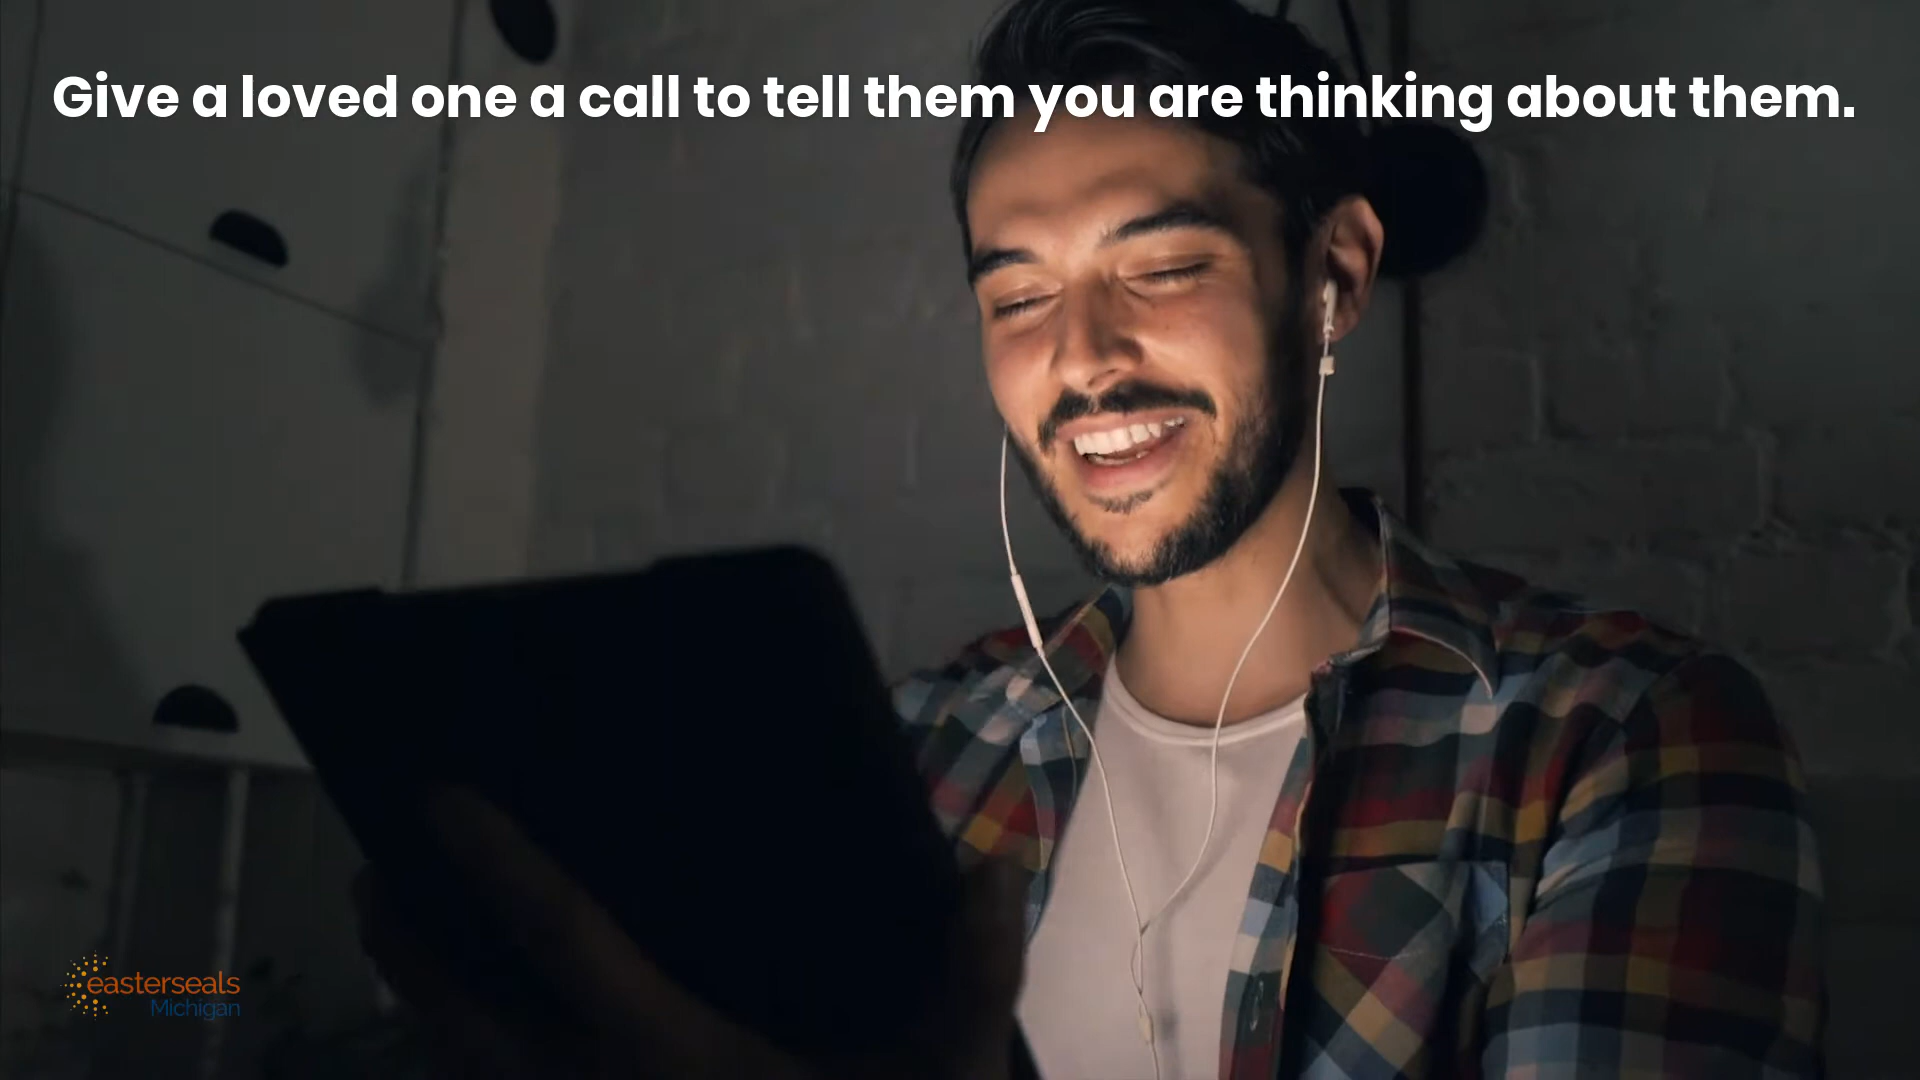 Give a loved one a call to tell them you are thinking about them.
easterseals
Michigan